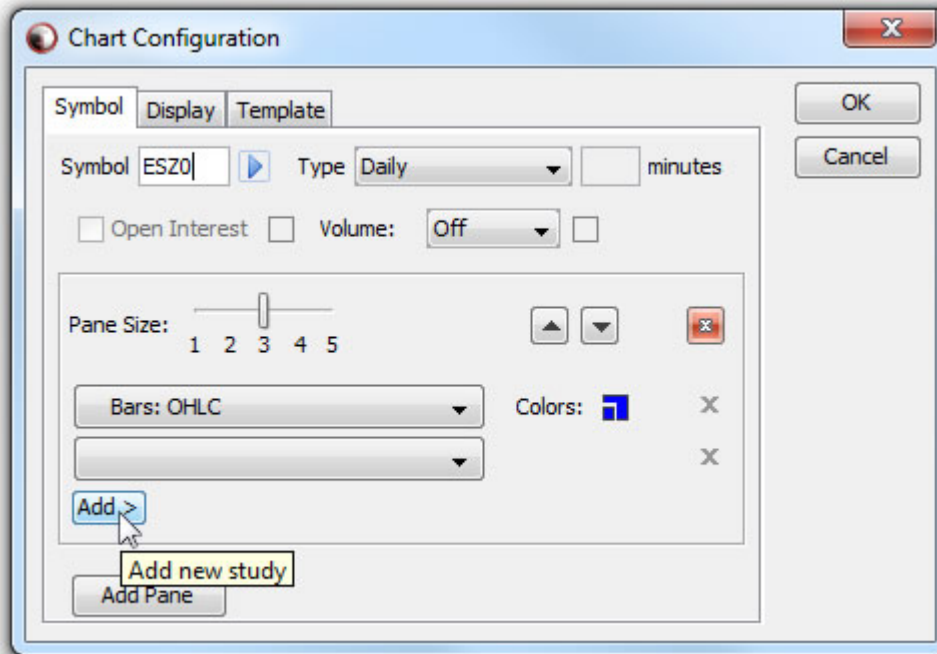 Chart Configuration
Symbol Display Template
OK
Symbol ESZ0 Type Daily minutes
Cancel
Open Interest Volume: Off
Pane Size:
1 2 3 4 5
Bars: OHLC Colors:
Add >
Add new study
Add Pane